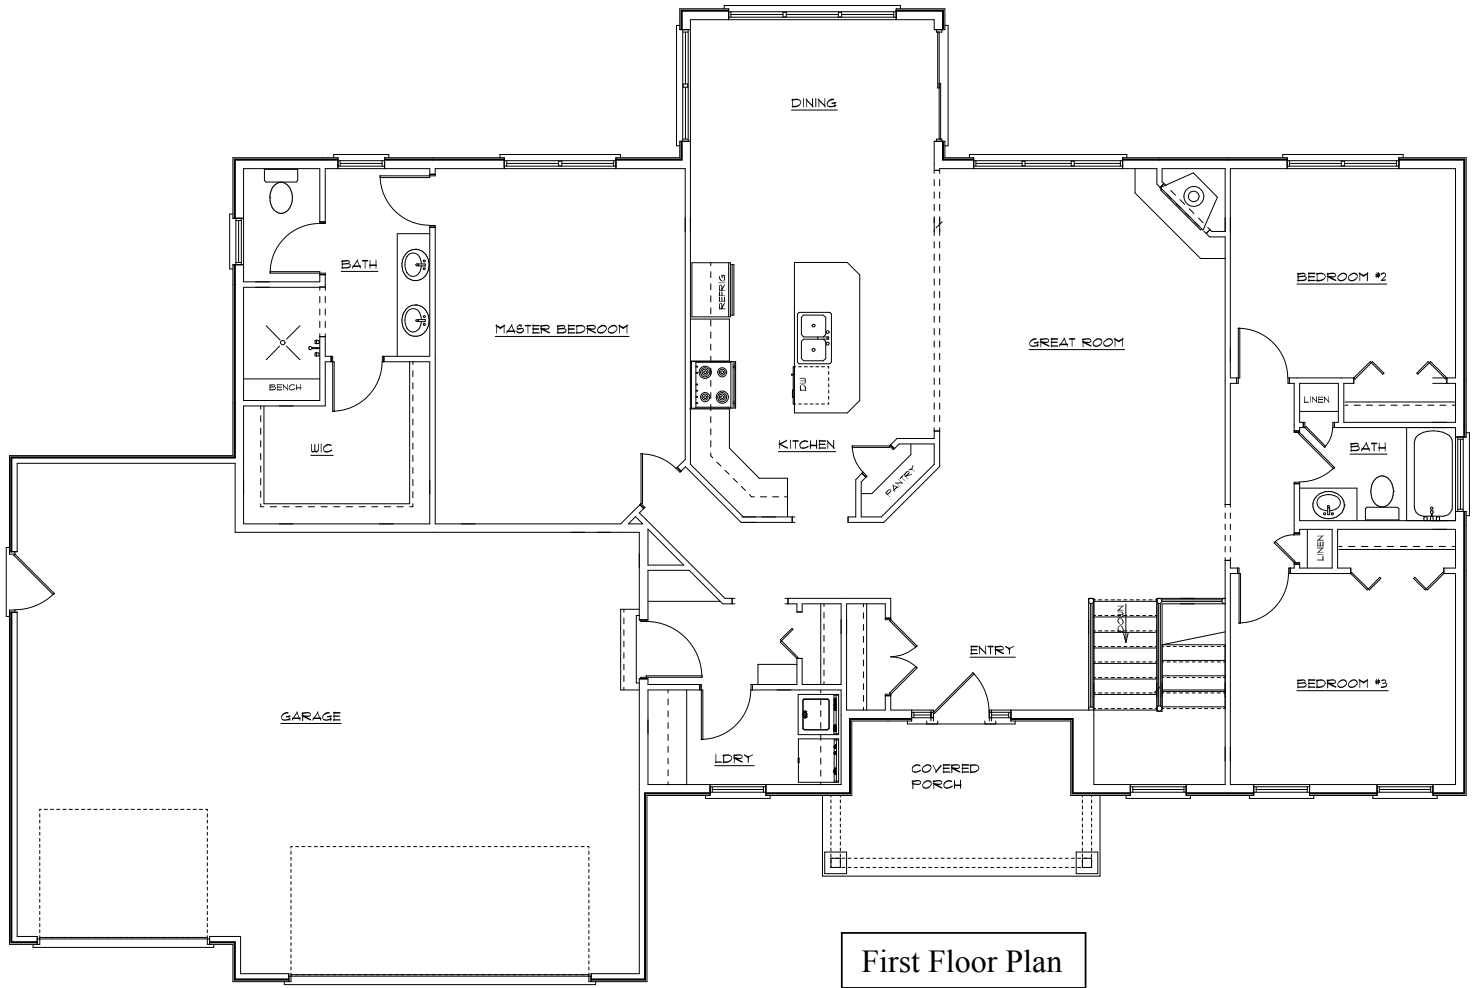 DINING
BATH
REFRIG
BEDROOM #2
MASTER BEDROOM
GREAT ROOM
DW
BENCH
LINEN
WIC
KITCHEN
BATH
PANTRY
LINEN
DOWN
ENTRY
BEDROOM #3
GARAGE
LDRY
COVERED
PORCH
First Floor Plan